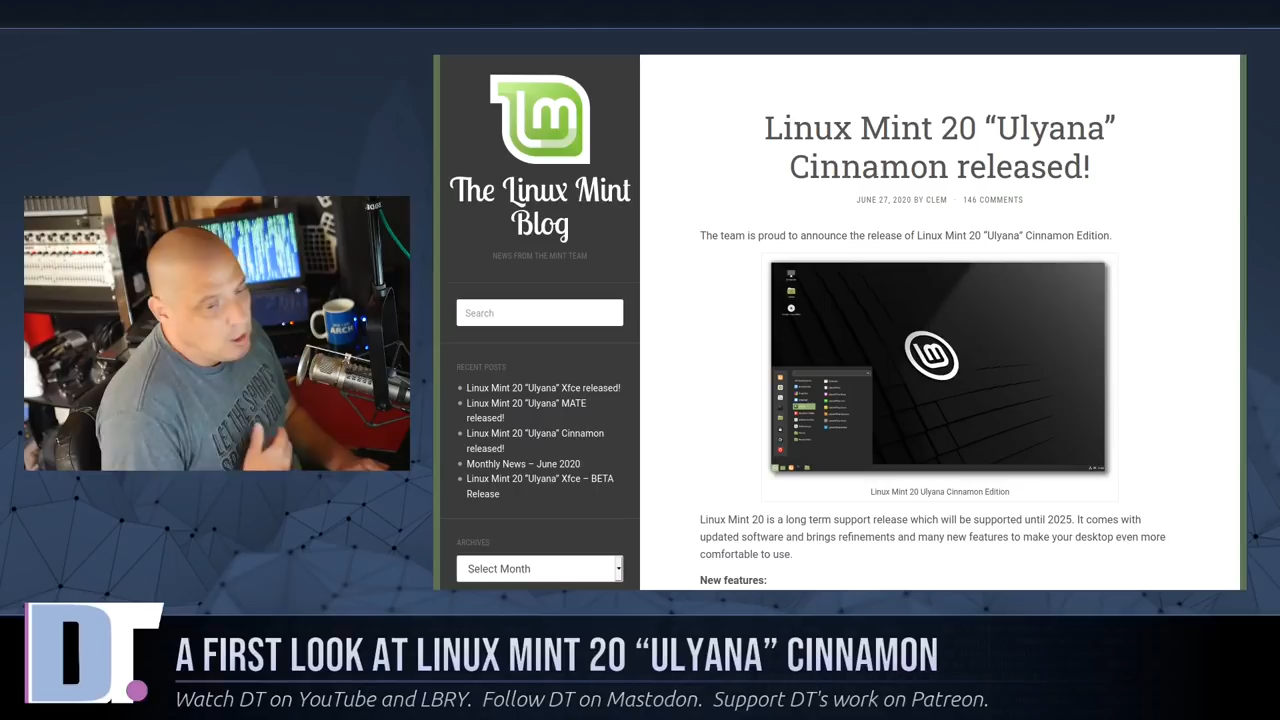 The Linux Mint
Blog
NEWS FROM THE MINT TEAM
Search
RECENT POSTS
Linux Mint 20 “Ulyana” Xfce released!
Linux Mint 20 “Ulyana” MATE
released!
Linux Mint 20 “Ulyana” Cinnamon
released!
Monthly News – June 2020
Linux Mint 20 “Ulyana” Xfce – BETA
Release
ARCHIVES
Select Month
Linux Mint 20 “Ulyana”
Cinnamon released!
JUNE 27, 2020 BY CLEM · 146 COMMENTS
The team is proud to announce the release of Linux Mint 20 “Ulyana” Cinnamon Edition.
Linux Mint 20 Ulyana Cinnamon Edition
Linux Mint 20 is a long term support release which will be supported until 2025. It comes with
updated software and brings refinements and many new features to make your desktop even more
comfortable to use.
New features:
ARCH
DT
A FIRST LOOK AT LINUX MINT 20 “ULYANA” CINNAMON
Watch DT on YouTube and LBRY. Follow DT on Mastodon. Support DT's work on Patreon.